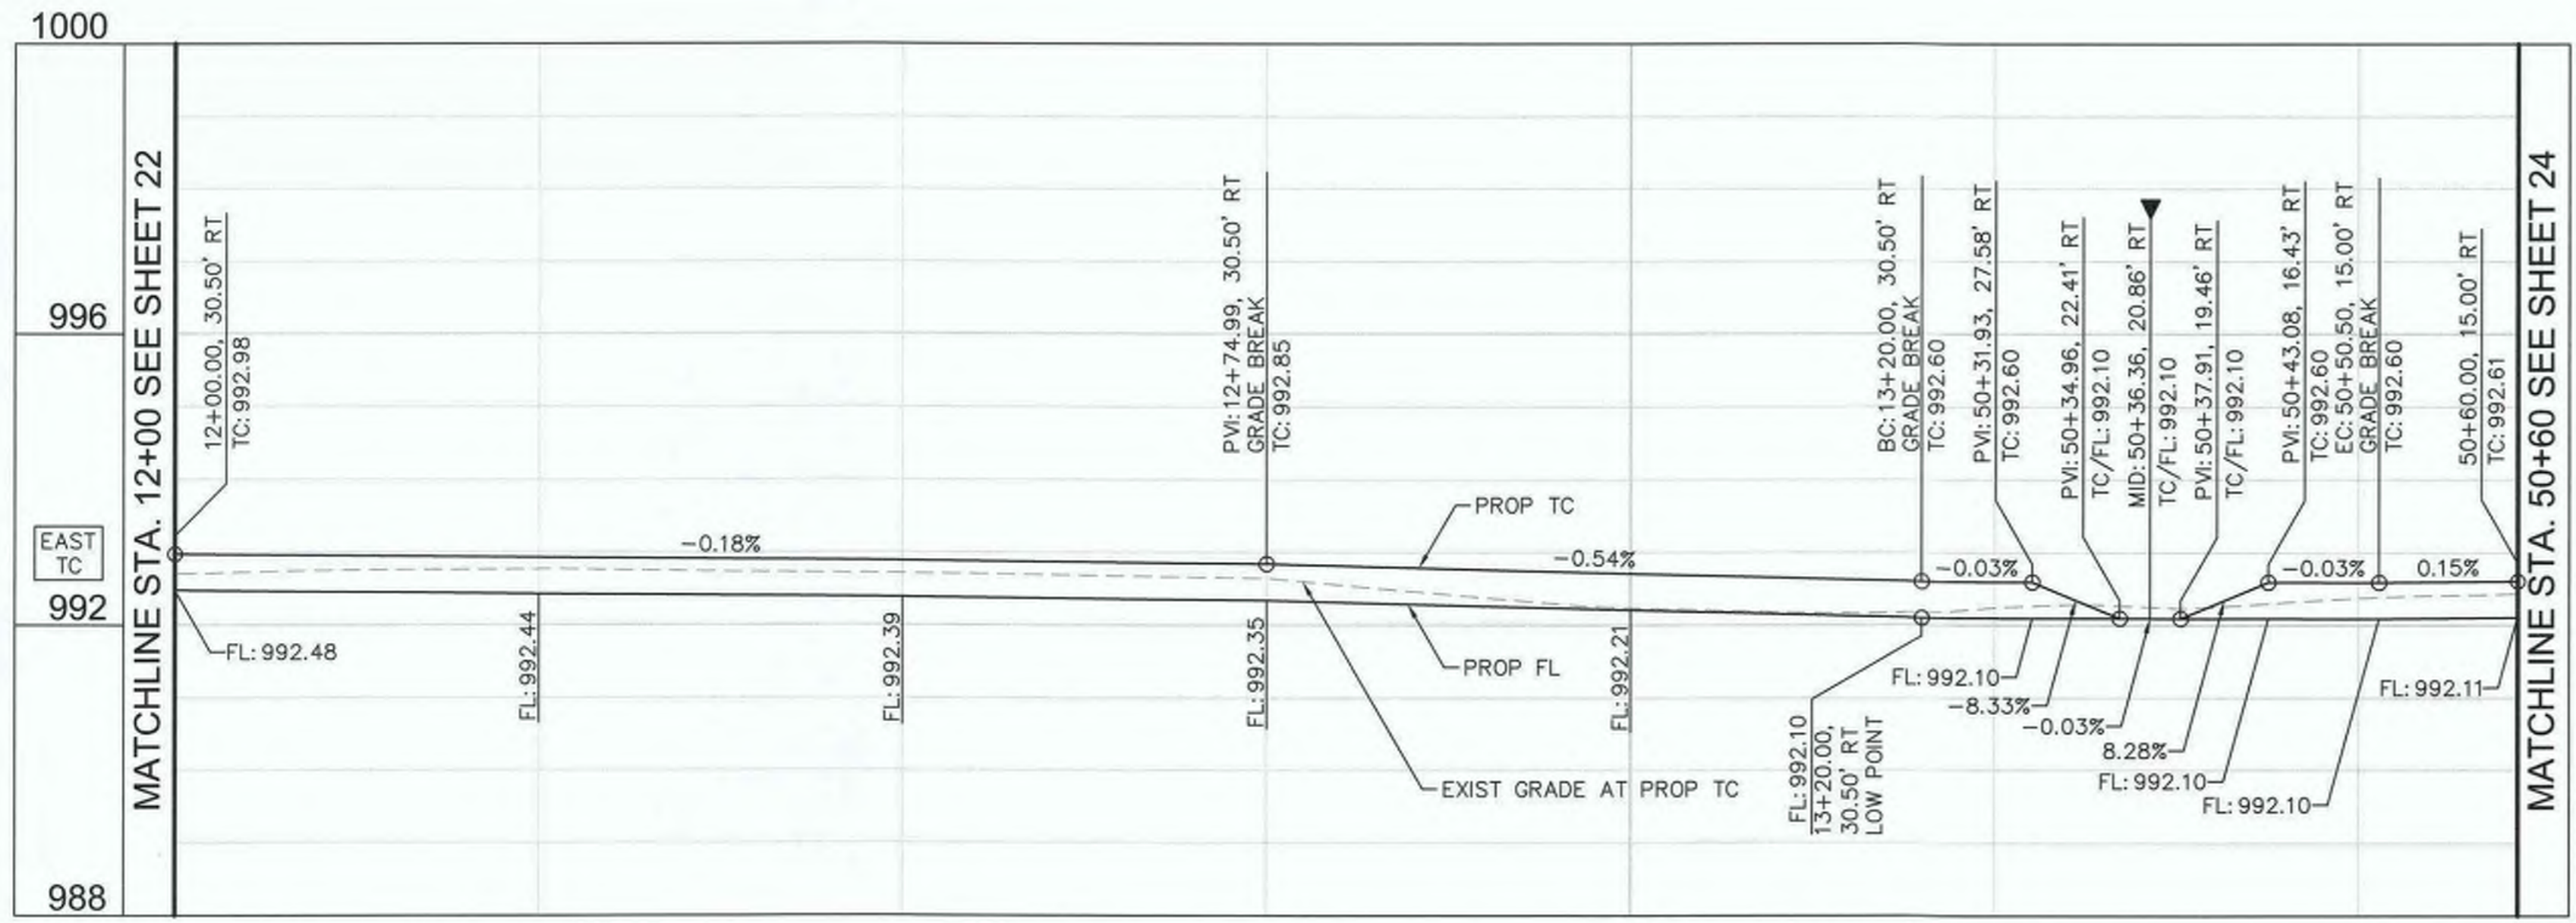 1000
996
992
988
EAST
TC
MATCHLINE STA. 12+00 SEE SHEET 22
12+00.00, 30.50' RT
TC: 992.98
-0.18%
FL: 992.48
FL: 992.44
FL: 992.39
PVI: 12+74.99, 30.50' RT
GRADE BREAK
TC: 992.85
FL: 992.35
PROP TC
-0.54%
PROP FL
EXIST GRADE AT PROP TC
FL: 992.21
BC: 13+20.00, 30.50' RT
GRADE BREAK
TC: 992.60
FL: 992.10
13+20.00,
30.50' RT
LOW POINT
PVI: 50+31.93, 27.58' RT
TC: 992.60
-0.03%
PVI: 50+34.96, 22.41' RT
TC/FL: 992.10
MID: 50+36.36, 20.86' RT
TC/FL: 992.10
PVI: 50+37.91, 19.46' RT
TC/FL: 992.10
PVI: 50+43.08, 16.43' RT
TC: 992.60
EC: 50+50.50, 15.00' RT
GRADE BREAK
TC: 992.60
50+60.00, 15.00' RT
TC: 992.61
-0.03%
0.15%
FL: 992.10
-8.33%
-0.03%
8.28%
FL: 992.10
FL: 992.10
FL: 992.11
MATCHLINE STA. 50+60 SEE SHEET 24